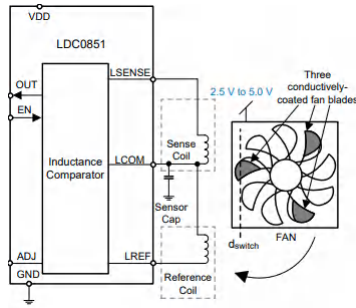 VDD
LDC0851
OUT
EN
Inductance
Comparator
ADJ
GND
LSENSE
LCOM
LREF
Sense
Coil
Sensor
Cap
Reference
Coil
2.5 V to 5.0 V
Three
conductively-
coated fan blades
FAN
dswitch